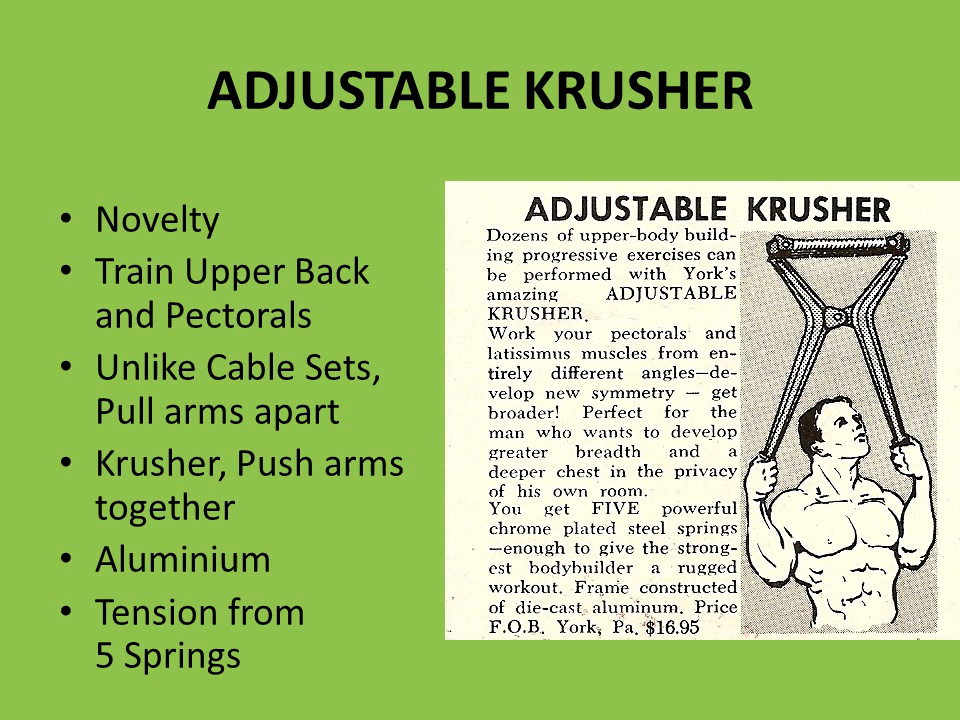 ADJUSTABLE KRUSHER
• Novelty
• Train Upper Back
and Pectorals
• Unlike Cable Sets,
Pull arms apart
• Krusher, Push arms
together
• Aluminium
• Tension from
5 Springs
ADJUSTABLE KRUSHER
Dozens of upper-body build-
ing progressive exercises can
be performed with York's
amazing ADJUSTABLE
KRUSHER.
Work your pectorals and
latissimus muscles from en-
tirely different angles—de-
velop new symmetry — get
broader! Perfect for the
man who wants to develop
greater breadth and a
deeper chest in the privacy
of his own room.
You get FIVE powerful
chrome plated steel springs
—enough to give the strong-
est bodybuilder a rugged
workout. Frame constructed
of die-cast aluminum. Price
F.O.B. York, Pa. $16.95